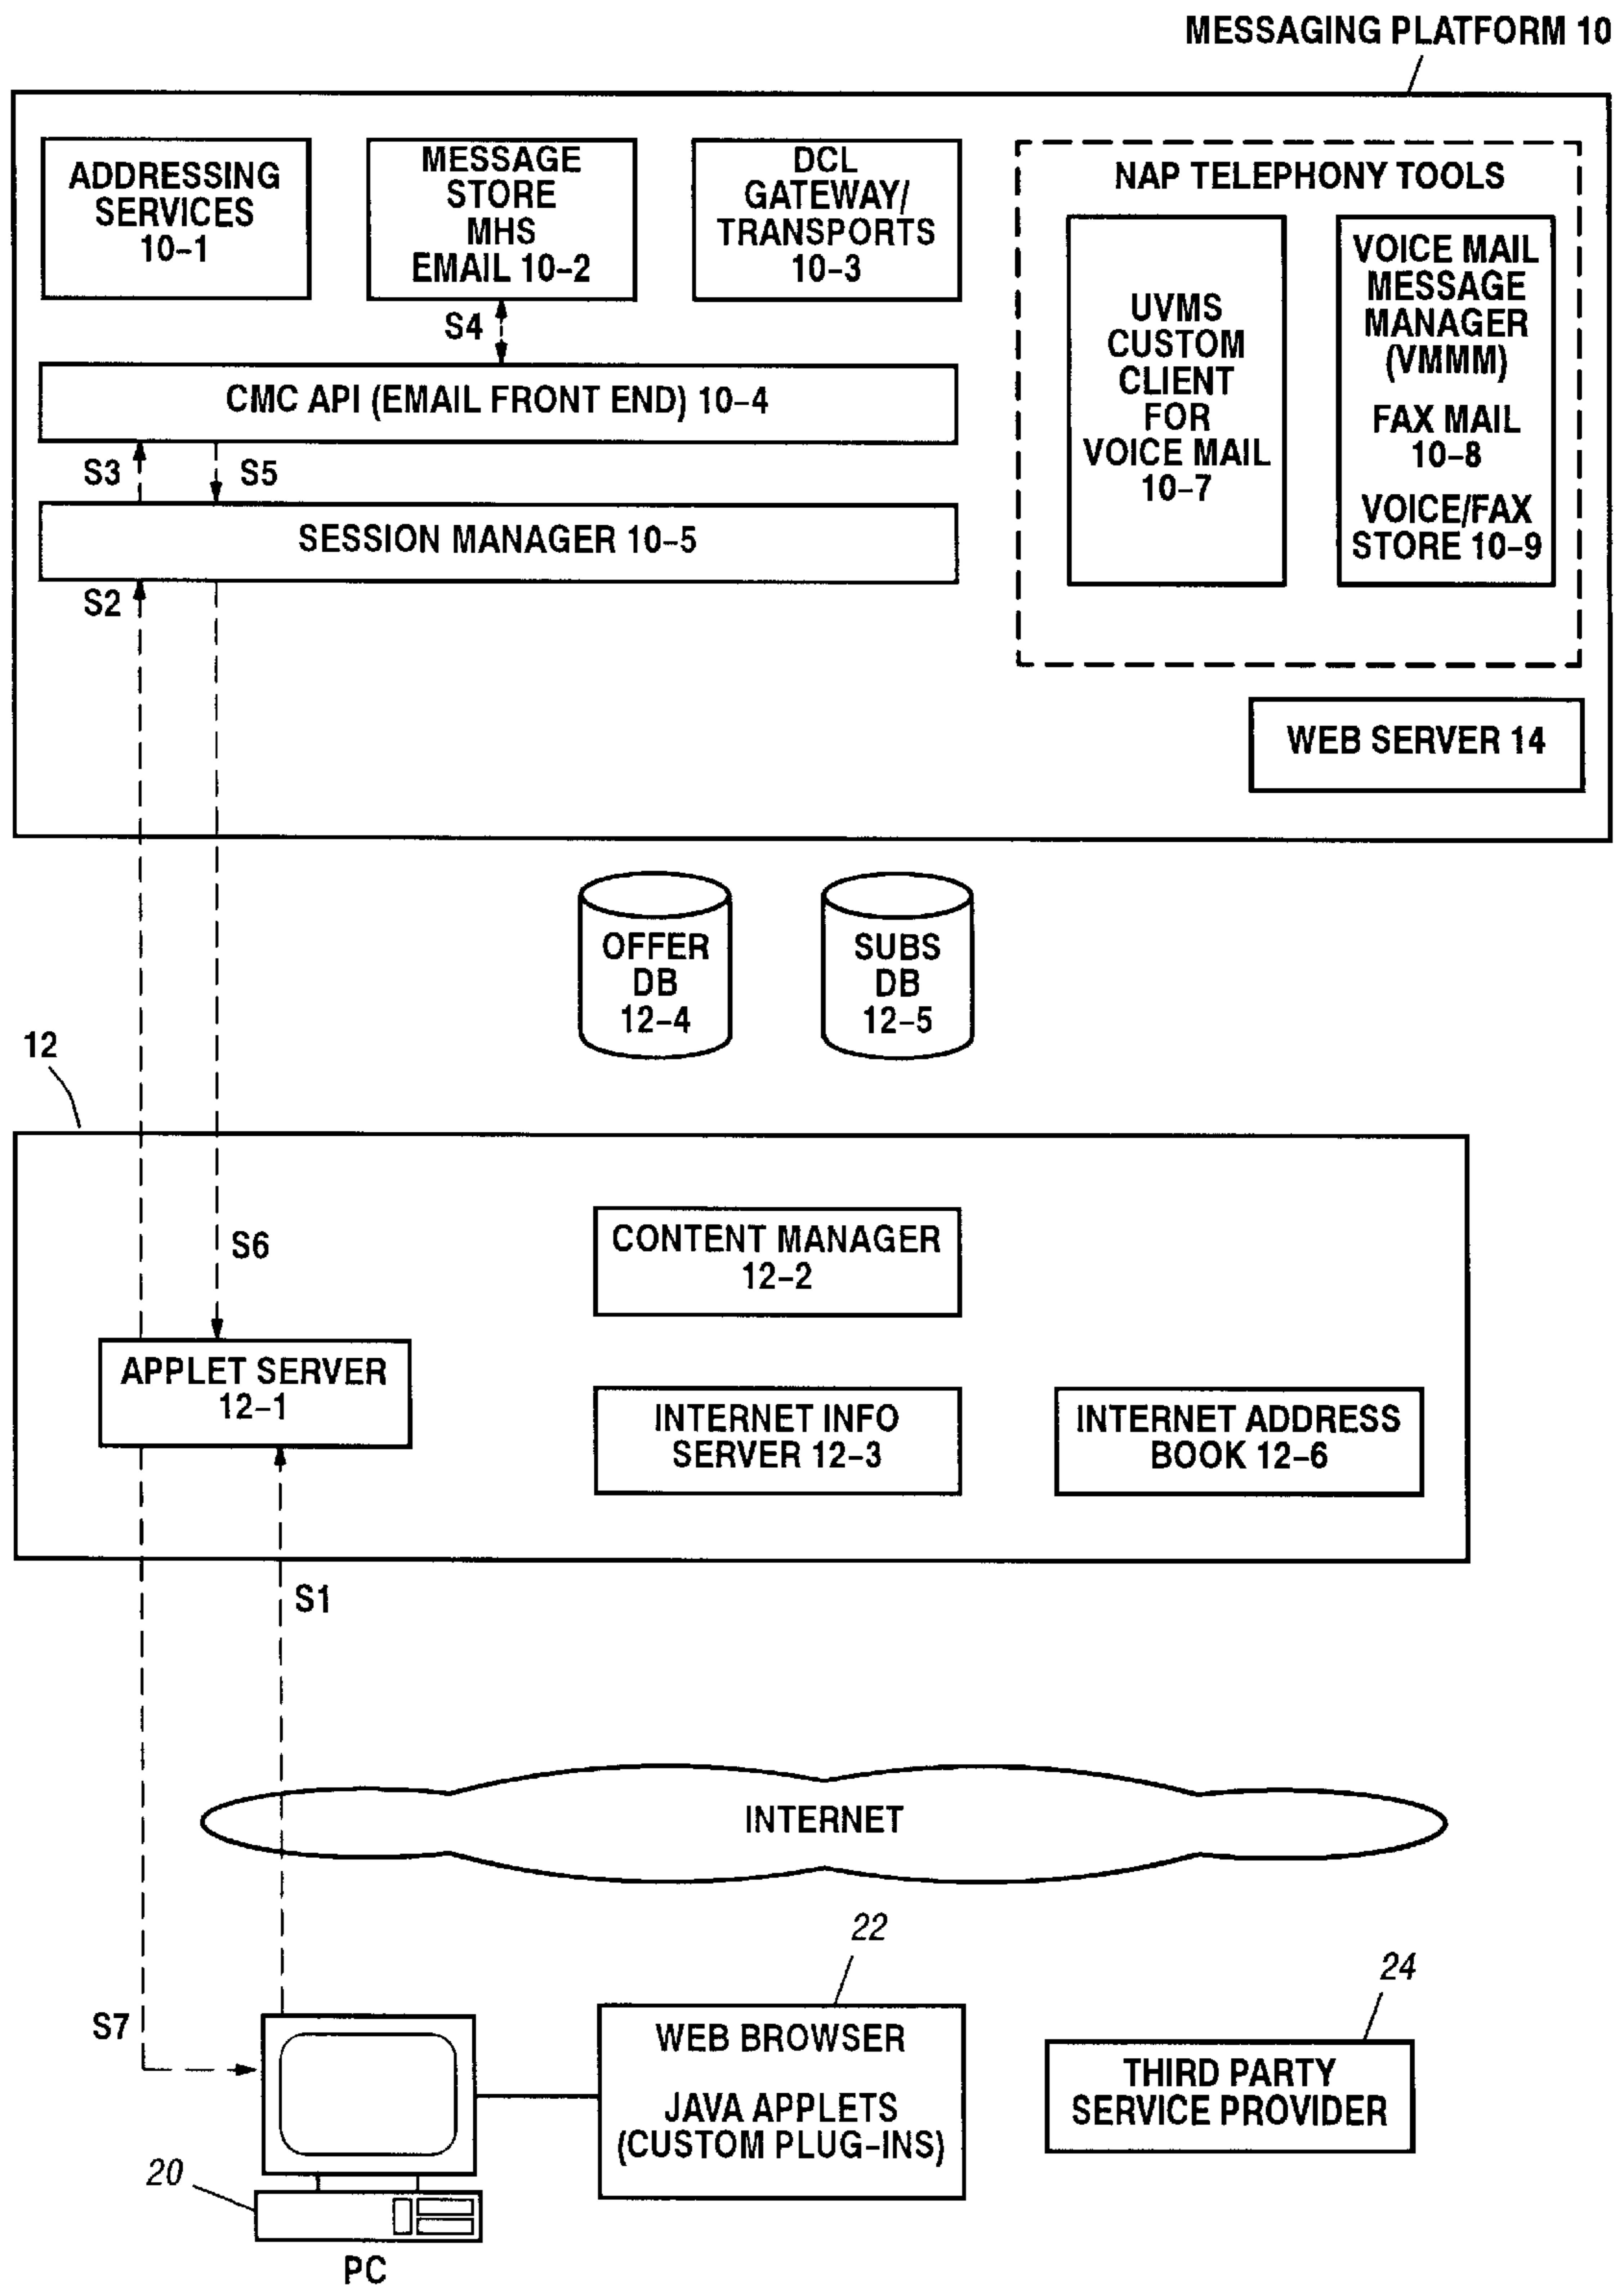 MESSAGING PLATFORM 10
ADDRESSING
SERVICES
10-1
MESSAGE
STORE
MHS
EMAIL 10-2
DCL
GATEWAY/
TRANSPORTS
10-3
NAP TELEPHONY TOOLS
UVMS
CUSTOM
CLIENT
FOR
VOICE MAIL
10-7
VOICE MAIL
MESSAGE
MANAGER
(VMMM)
FAX MAIL
10-8
VOICE/FAX
STORE 10-9
S4
CMC API (EMAIL FRONT END) 10-4
S3
S5
SESSION MANAGER 10-5
S2
WEB SERVER 14
OFFER
DB
12-4
SUBS
DB
12-5
12
CONTENT MANAGER
12-2
S6
APPLET SERVER
12-1
INTERNET INFO
SERVER 12-3
INTERNET ADDRESS
BOOK 12-6
S1
INTERNET
22
24
S7
WEB BROWSER
JAVA APPLETS
(CUSTOM PLUG-INS)
THIRD PARTY
SERVICE PROVIDER
20
PC